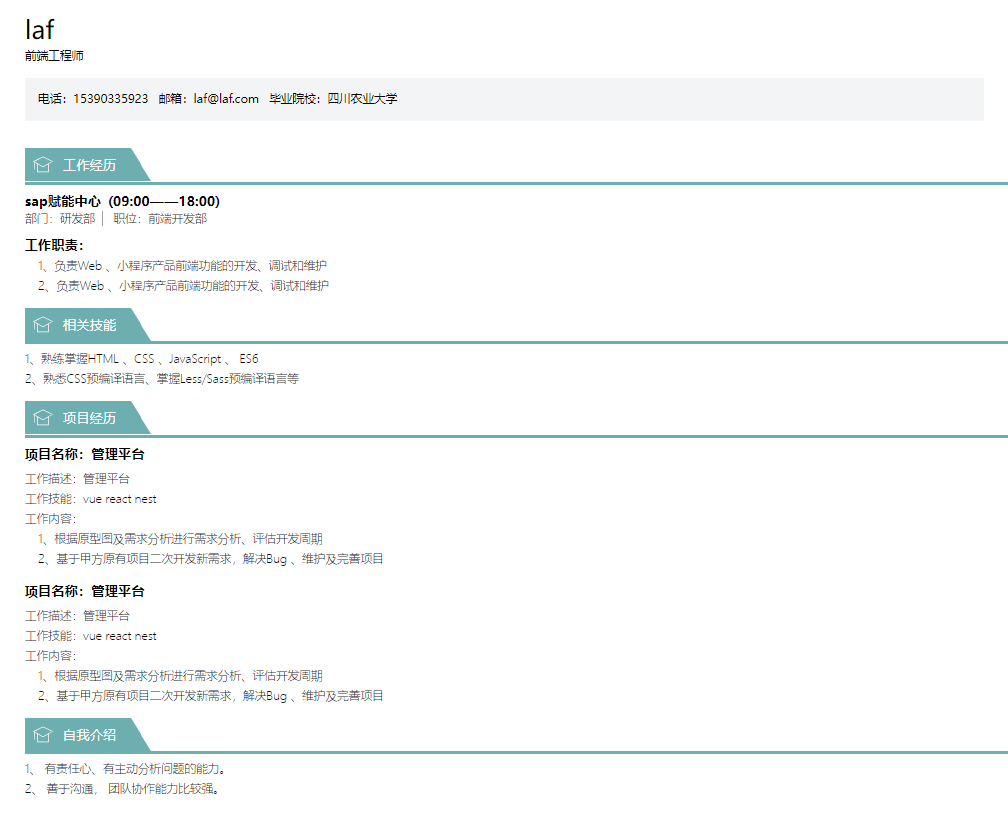 laf
前端工程师
电话：15390335923 邮箱：laf@laf.com 毕业院校：四川农业大学
工作经历
sap赋能中心（09:00——18:00）
部门：研发部 | 职位：前端开发部
工作职责：
1、负责Web 、小程序产品前端功能的开发、调试和维护
2、负责Web 、小程序产品前端功能的开发、调试和维护
相关技能
1、熟练掌握HTML 、CSS 、JavaScript 、 ES6
2、熟悉CSS预编译语言、掌握Less/Sass预编译语言等
项目经历
项目名称：管理平台
工作描述：管理平台
工作技能：vue react nest
工作内容：
1、根据原型图及需求分析进行需求分析、评估开发周期
2、基于甲方原有项目二次开发新需求，解决Bug 、维护及完善项目
项目名称：管理平台
工作描述：管理平台
工作技能：vue react nest
工作内容：
1、根据原型图及需求分析进行需求分析、评估开发周期
2、基于甲方原有项目二次开发新需求，解决Bug 、维护及完善项目
自我介绍
1、 有责任心、有主动分析问题的能力。
2、 善于沟通， 团队协作能力比较强。